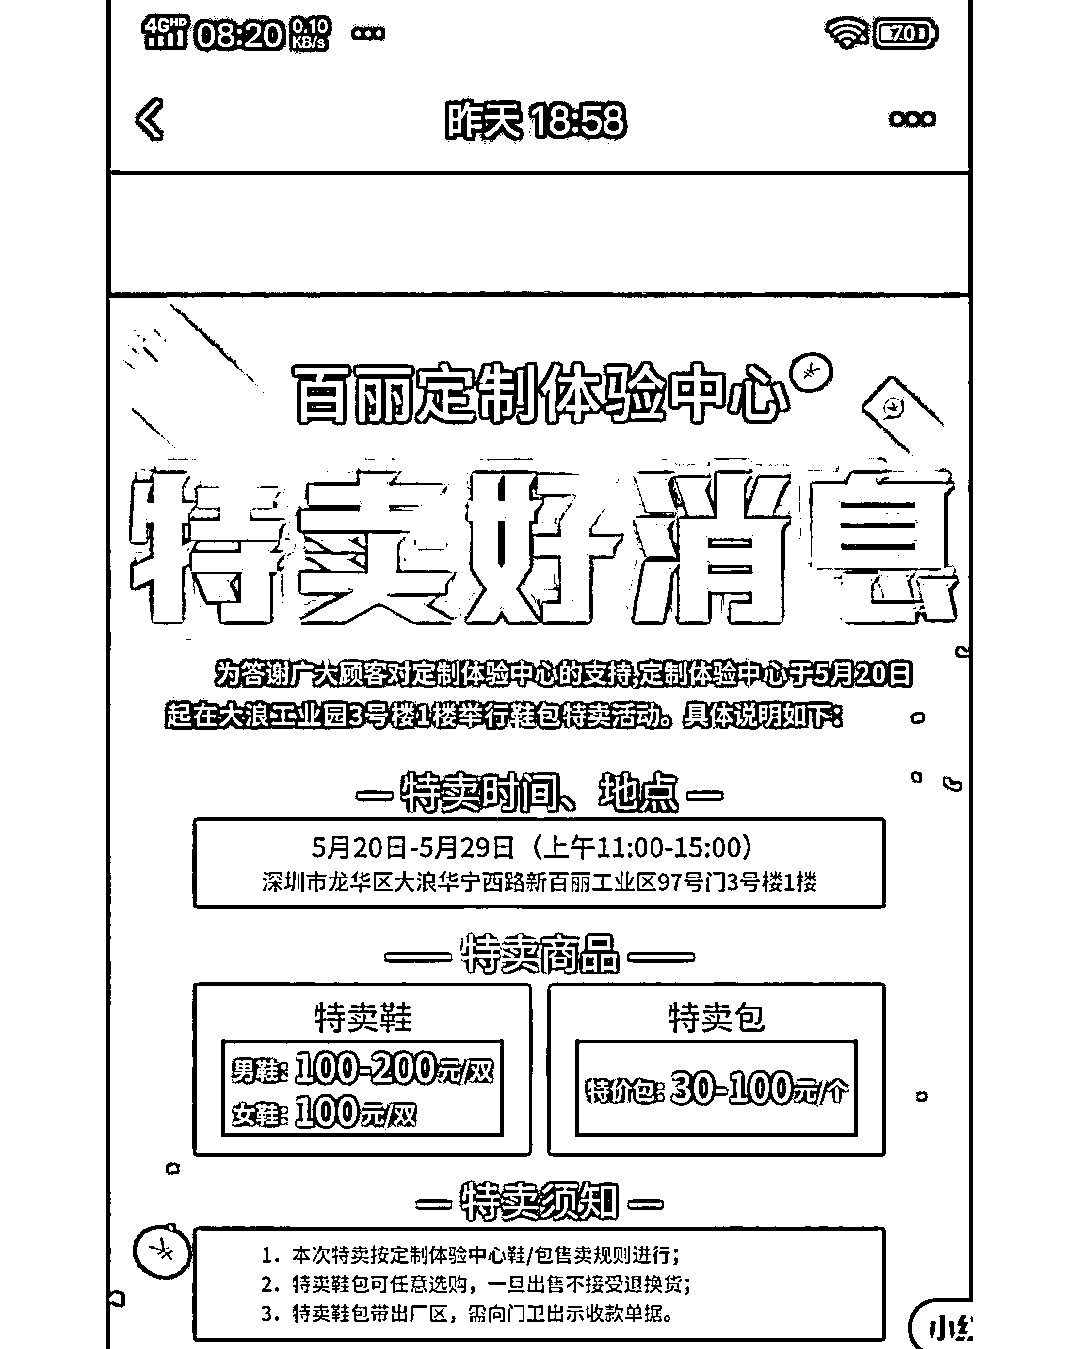 4GHD 08:20 0.10 KB/s 70
昨天 18:58
百丽定制体验中心
特卖好消息
为答谢广大顾客对定制体验中心的支持,定制体验中心于5月20日
起在大浪工业园3号楼1楼举行鞋包特卖活动。具体说明如下：
特卖时间、地点
5月20日-5月29日（上午11:00-15:00）
深圳市龙华区大浪华宁西路新百丽工业区97号门3号楼1楼
特卖商品
特卖鞋
男鞋: 100-200元/双
女鞋: 100元/双
特卖包
特价包: 30-100元/个
特卖须知
1. 本次特卖按定制体验中心鞋/包售卖规则进行；
2. 特卖鞋包可任意选购，一旦出售不接受退换货；
3. 特卖鞋包带出厂区，需向门卫出示收款单据。
小红